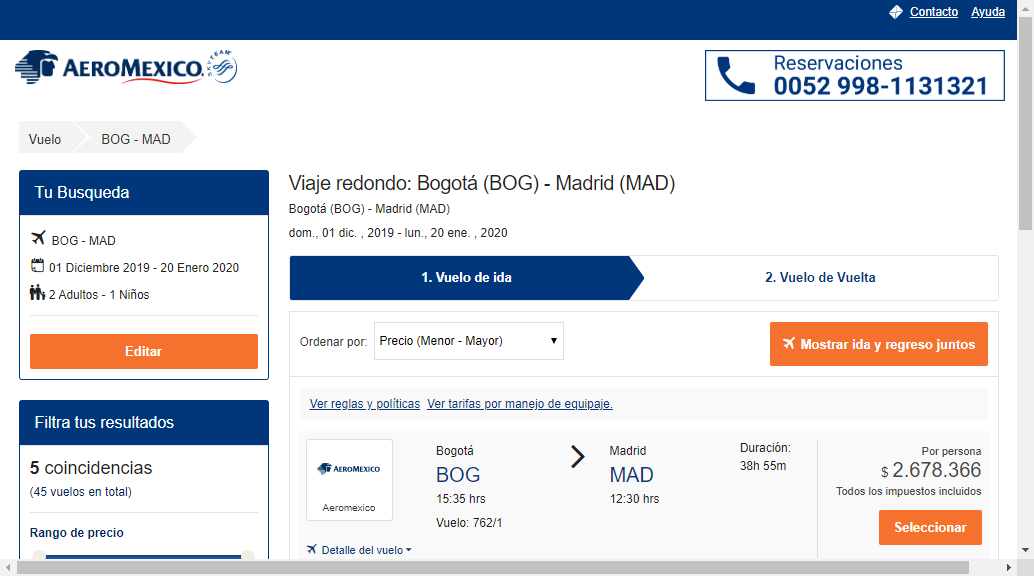 Contacto Ayuda
AEROMEXICO. SKYTEAM
Reservaciones
0052 998-1131321
Vuelo BOG - MAD
Tu Busqueda
BOG - MAD
01 Diciembre 2019 - 20 Enero 2020
2 Adultos - 1 Niños
Editar
Filtra tus resultados
5 coincidencias
(45 vuelos en total)
Rango de precio
Viaje redondo: Bogotá (BOG) - Madrid (MAD)
Bogotá (BOG) - Madrid (MAD)
dom., 01 dic. , 2019 - lun., 20 ene. , 2020
1. Vuelo de ida 2. Vuelo de Vuelta
Ordenar por: Precio (Menor - Mayor) Mostrar ida y regreso juntos
Ver reglas y políticas Ver tarifas por manejo de equipaje.
AEROMEXICO
Aeromexico
Bogotá
BOG
15:35 hrs
Vuelo: 762/1
Madrid
MAD
12:30 hrs
Duración:
38h 55m
Por persona
$ 2.678.366
Todos los impuestos incluidos
Seleccionar
Detalle del vuelo